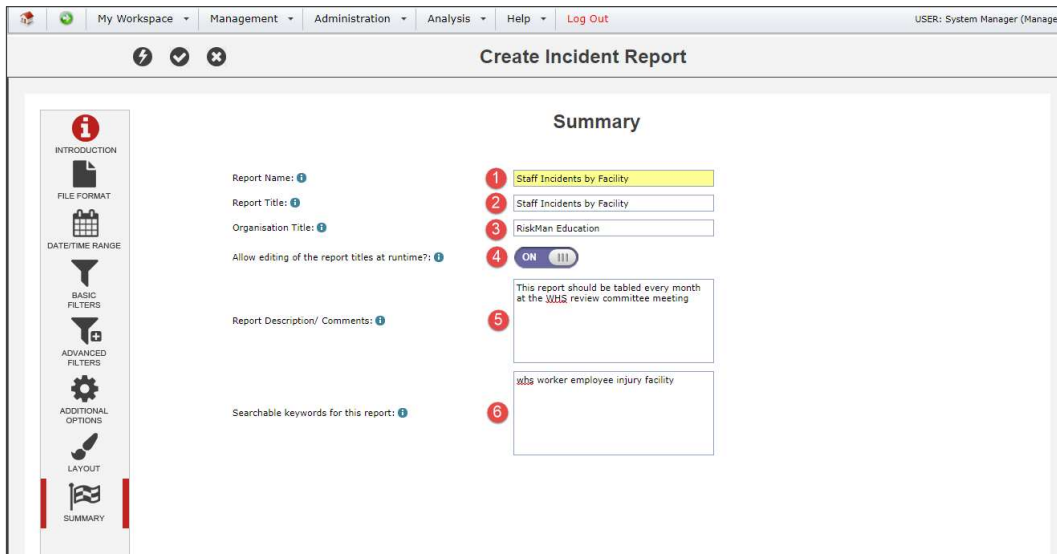 My Workspace Management Administration Analysis Help Log Out USER: System Manager (Manage
Create Incident Report
INTRODUCTION
FILE FORMAT
DATE/TIME RANGE
BASIC
FILTERS
ADVANCED
FILTERS
ADDITIONAL
OPTIONS
LAYOUT
SUMMARY
Summary
Report Name: 1 Staff Incidents by Facility
Report Title: 2 Staff Incidents by Facility
Organisation Title: 3 RiskMan Education
Allow editing of the report titles at runtime?: 4 ON
Report Description/ Comments: 5 This report should be tabled every month
at the WHS review committee meeting
Searchable keywords for this report: 6 whs worker employee injury facility